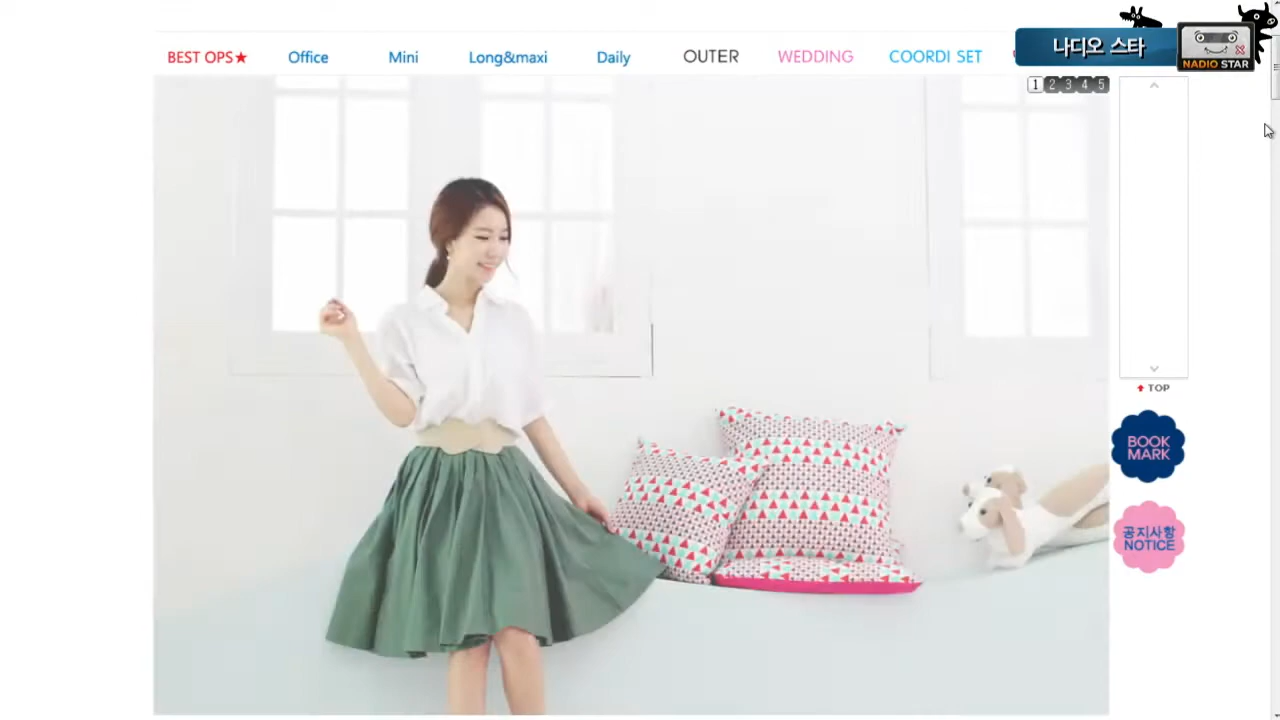 BEST OPS★
Office
Mini
Long&maxi
Daily
OUTER
WEDDING
COORDI SET
나디오 스타
NADIO STAR
1 2 3 4 5
TOP
BOOK
MARK
공지사항
NOTICE